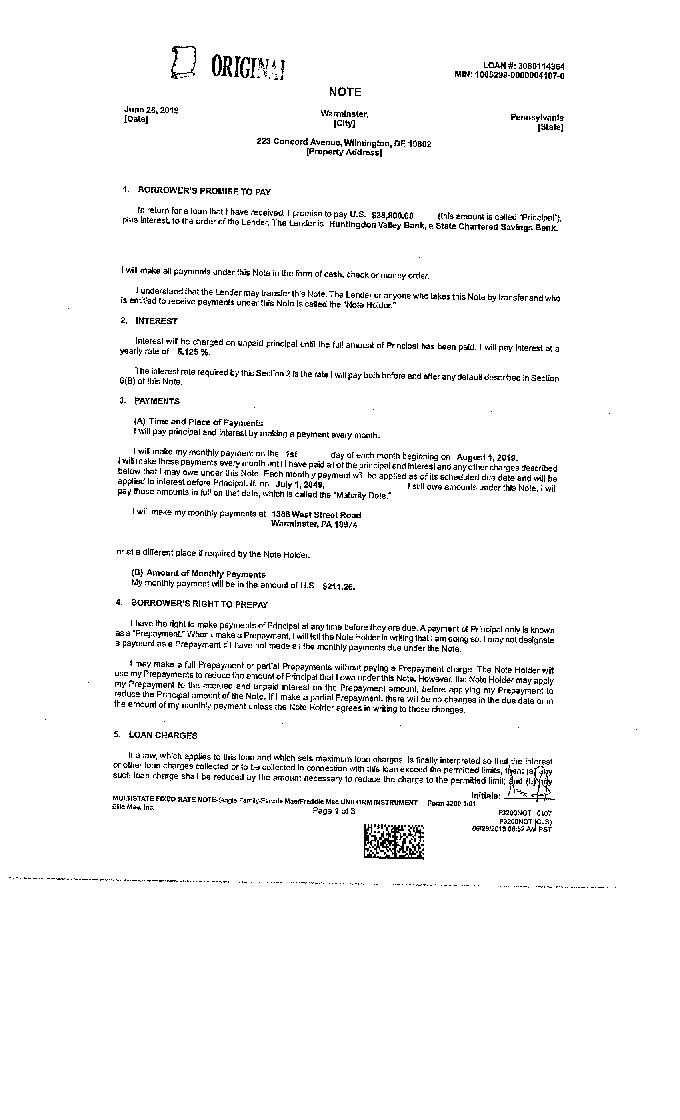 ORIGINAL
LOAN #: 3060114364
MIN: 1005293-0000004107-0
NOTE
June 28, 2019
[Date]
Warminster,
[City]
Pennsylvania
[State]
223 Concord Avenue, Wilmington, DE 19802
[Property Address]
1. BORROWER'S PROMISE TO PAY
In return for a loan that I have received, I promise to pay U.S. $38,800.00 (this amount is called "Principal"),
plus interest, to the order of the Lender. The Lender is Huntingdon Valley Bank, a State Chartered Savings Bank.
I will make all payments under this Note in the form of cash, check or money order.
I understand that the Lender may transfer this Note. The Lender or anyone who takes this Note by transfer and who
is entitled to receive payments under this Note is called the "Note Holder."
2. INTEREST
Interest will be charged on unpaid principal until the full amount of Principal has been paid. I will pay interest at a
yearly rate of 5.125 %.
The interest rate required by this Section 2 is the rate I will pay both before and after any default described in Section
6(B) of this Note.
3. PAYMENTS
(A) Time and Place of Payments
I will pay principal and interest by making a payment every month.
I will make my monthly payment on the 1st day of each month beginning on August 1, 2019.
I will make these payments every month until I have paid all of the principal and interest and any other charges described
below that I may owe under this Note. Each monthly payment will be applied as of its scheduled due date and will be
applied to interest before Principal. If, on July 1, 2049, I still owe amounts under this Note, I will
pay those amounts in full on that date, which is called the "Maturity Date."
I will make my monthly payments at 1388 West Street Road
Warminster, PA 18974
or at a different place if required by the Note Holder.
(B) Amount of Monthly Payments
My monthly payment will be in the amount of U.S. $211.26.
4. BORROWER'S RIGHT TO PREPAY
I have the right to make payments of Principal at any time before they are due. A payment of Principal only is known
as a "Prepayment." When I make a Prepayment, I will tell the Note Holder in writing that I am doing so. I may not designate
a payment as a Prepayment if I have not made all the monthly payments due under the Note.
I may make a full Prepayment or partial Prepayments without paying a Prepayment charge. The Note Holder will
use my Prepayments to reduce the amount of Principal that I owe under this Note. However, the Note Holder may apply
my Prepayment to the accrued and unpaid interest on the Prepayment amount, before applying my Prepayment to
reduce the Principal amount of the Note. If I make a partial Prepayment, there will be no changes in the due date or in
the amount of my monthly payment unless the Note Holder agrees in writing to those changes.
5. LOAN CHARGES
If a law, which applies to this loan and which sets maximum loan charges, is finally interpreted so that the interest
or other loan charges collected or to be collected in connection with this loan exceed the permitted limits, then: (a) any
such loan charge shall be reduced by the amount necessary to reduce the charge to the permitted limit; and (b) any
Initials:
MULTISTATE FIXED RATE NOTE-Single Family-Fannie Mae/Freddie Mac UNIFORM INSTRUMENT Form 3200 1/01
Ellie Mae, Inc.
Page 1 of 3
F3200NOT 0107
F3200NOT (CLS)
06/28/2019 06:52 AM PST